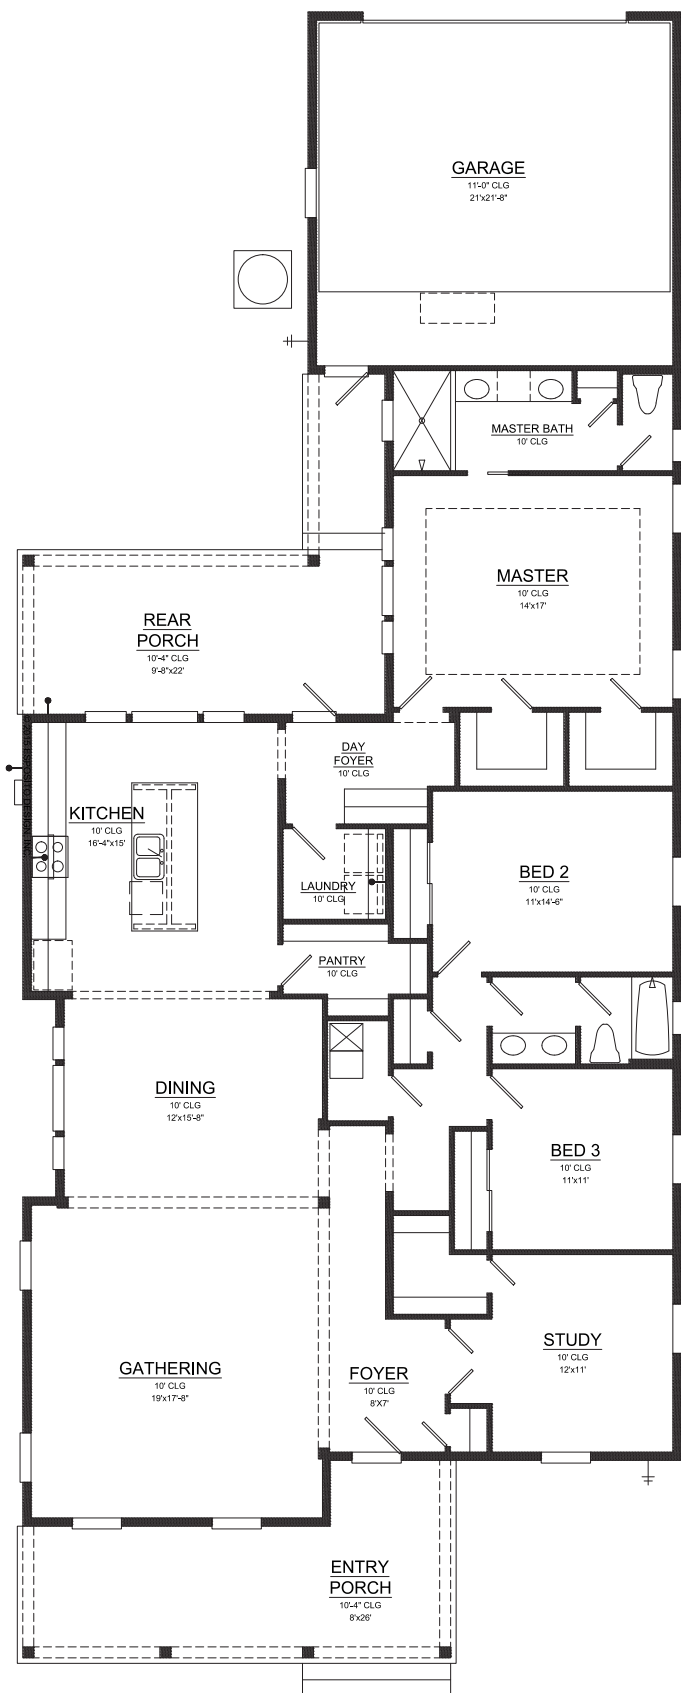 GARAGE
11'-0" CLG
21'x21'-8"
MASTER BATH
10' CLG
MASTER
10' CLG
14'x17'
REAR
PORCH
10'-4" CLG
9'-8"x22'
DAY
FOYER
10' CLG
KITCHEN
10' CLG
16'-4"x15'
LAUNDRY
10' CLG
BED 2
10' CLG
11'x14'-6"
PANTRY
10' CLG
DINING
10' CLG
12'x15'-8"
BED 3
10' CLG
11'x11'
GATHERING
10' CLG
19'x17'-8"
FOYER
10' CLG
8'X7'
STUDY
10' CLG
12'x11'
ENTRY
PORCH
10'-4" CLG
8'x26'